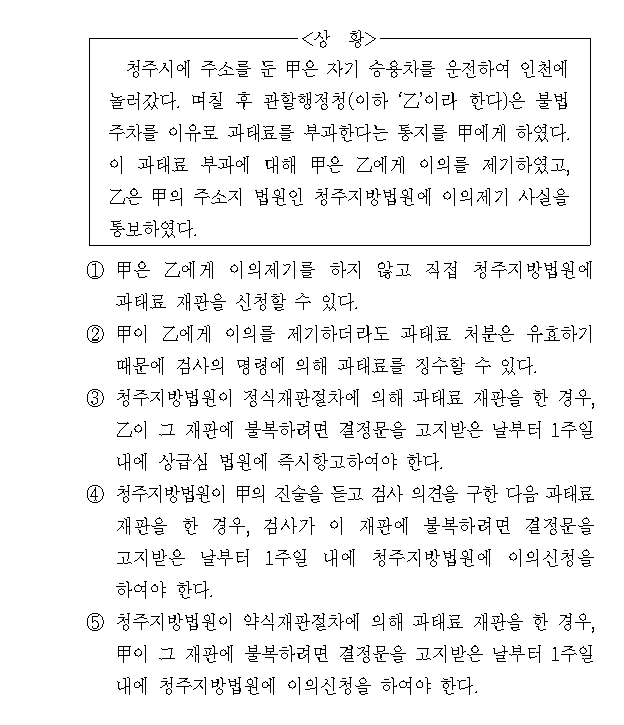 <상 황>
청주시에 주소를 둔 甲은 자기 승용차를 운전하여 인천에
놀러갔다. 며칠 후 관할행정청(이하 ‘乙’이라 한다)은 불법
주차를 이유로 과태료를 부과한다는 통지를 甲에게 하였다.
이 과태료 부과에 대해 甲은 乙에게 이의를 제기하였고,
乙은 甲의 주소지 법원인 청주지방법원에 이의제기 사실을
통보하였다.
① 甲은 乙에게 이의제기를 하지 않고 직접 청주지방법원에
과태료 재판을 신청할 수 있다.
② 甲이 乙에게 이의를 제기하더라도 과태료 처분은 유효하기
때문에 검사의 명령에 의해 과태료를 징수할 수 있다.
③ 청주지방법원이 정식재판절차에 의해 과태료 재판을 한 경우,
乙이 그 재판에 불복하려면 결정문을 고지받은 날부터 1주일
내에 상급심 법원에 즉시항고하여야 한다.
④ 청주지방법원이 甲의 진술을 듣고 검사 의견을 구한 다음 과태료
재판을 한 경우, 검사가 이 재판에 불복하려면 결정문을
고지받은 날부터 1주일 내에 청주지방법원에 이의신청을
하여야 한다.
⑤ 청주지방법원이 약식재판절차에 의해 과태료 재판을 한 경우,
甲이 그 재판에 불복하려면 결정문을 고지받은 날부터 1주일
내에 청주지방법원에 이의신청을 하여야 한다.